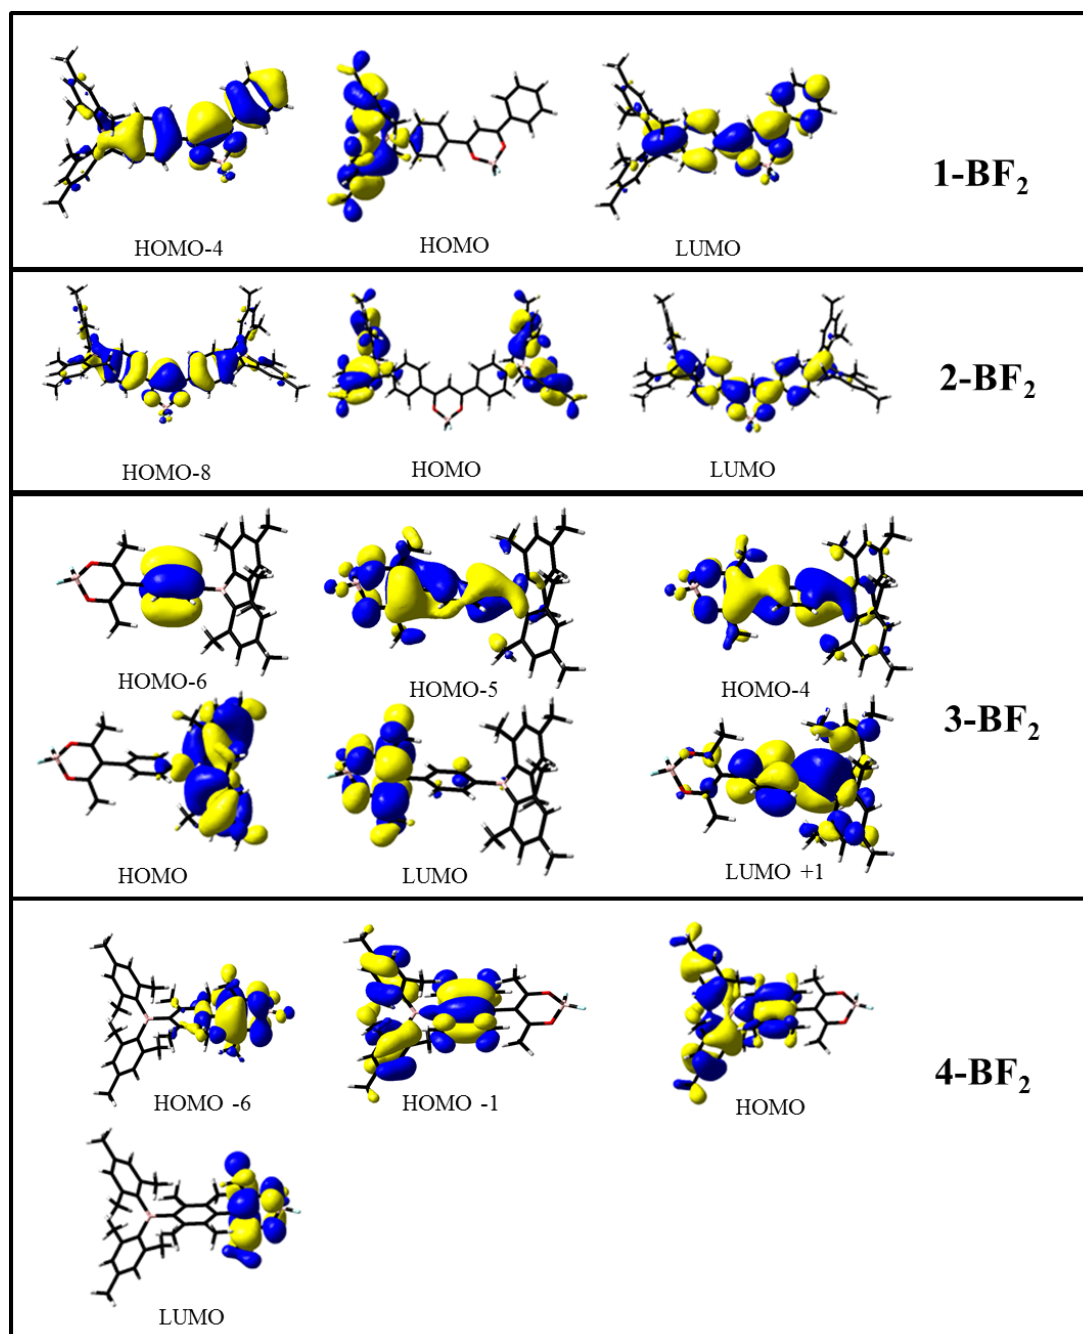 1-BF₂
HOMO-4 HOMO LUMO
2-BF₂
HOMO-8 HOMO LUMO
HOMO-6 HOMO-5 HOMO-4
3-BF₂
HOMO LUMO LUMO +1
4-BF₂
HOMO -6 HOMO -1 HOMO
LUMO